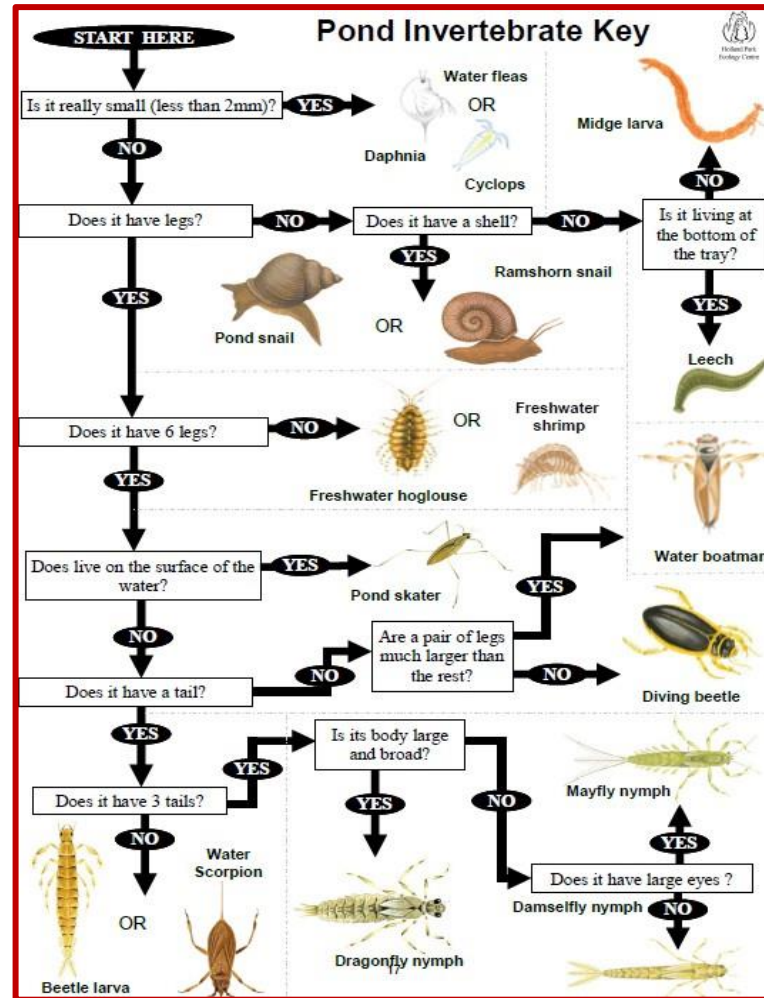 START HERE
Pond Invertebrate Key
Holland Park
Ecology Centre
Is it really small (less than 2mm)?
YES
Water fleas
OR
Daphnia
Cyclops
Midge larva
NO
NO
Does it have legs?
NO
Does it have a shell?
NO
Is it living at
the bottom of
the tray?
YES
YES
YES
Ramshorn snail
OR
Pond snail
Leech
Does it have 6 legs?
NO
OR
Freshwater
shrimp
Freshwater hoglouse
YES
Does live on the surface of the
water?
YES
Pond skater
YES
Water boatman
NO
Are a pair of legs
much larger than
the rest?
NO
NO
Diving beetle
Does it have a tail?
YES
Is its body large
and broad?
YES
Does it have 3 tails?
YES
NO
Mayfly nymph
NO
Water
Scorpion
OR
Beetle larva
YES
Does it have large eyes ?
Damselfly nymph
NO
Dragonfly nymph
17